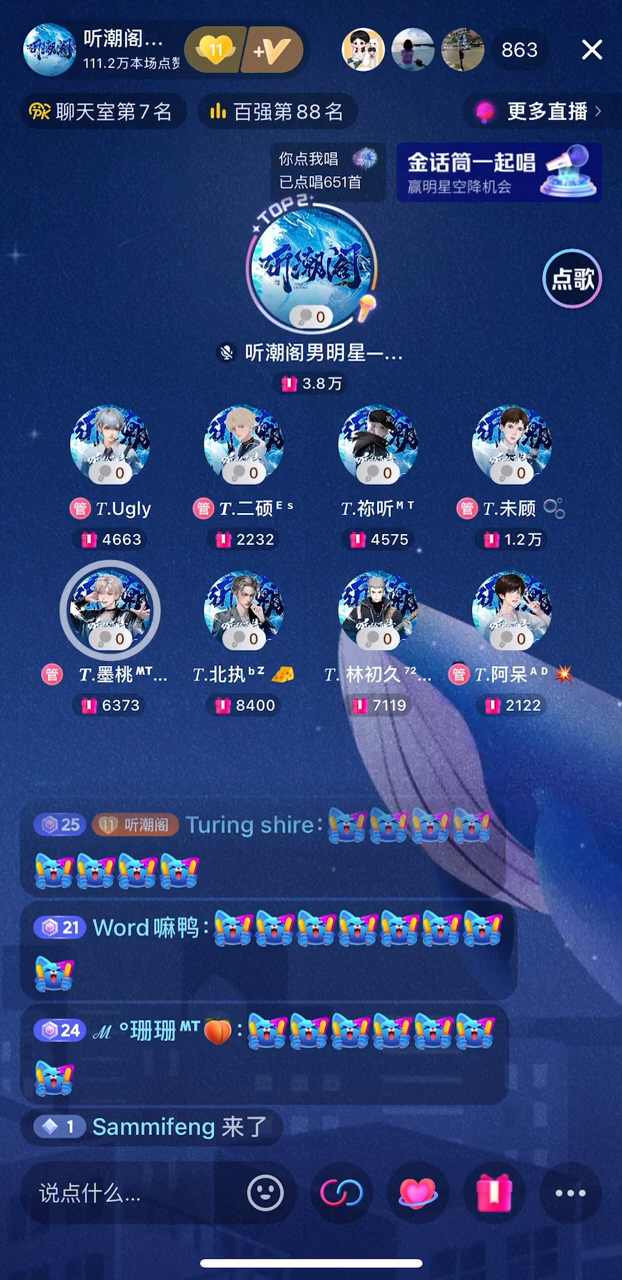 听潮阁
听潮阁...
111.2万本场点赞
11
+V
863
聊天室第7名
百强第88名
更多直播
你点我唱
已点唱651首
金话筒一起唱
赢明星空降机会
TOP 2
听潮阁
0
点歌
听潮阁男明星—...
3.8万
0
0
0
0
管 T.Ugly
管 T.二硕ᴱˢ
T.祢听ᴹᵀ
管 T.未顾
4663
2232
4575
1.2万
0
0
0
0
管 T.墨桃ᴹᵀ...
T.北执ᵇᶻ 🧀
T.林初久⁷²...
管 T.阿呆ᴬᴰ 💥
6373
8400
7119
2122
25 11 听潮阁 Turing shire:
21 Word嘛鸭:
24 ℳ °珊珊ᴹᵀ🍑:
1 Sammifeng 来了
说点什么...